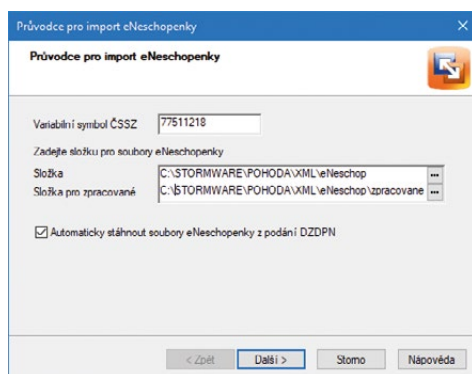 Průvodce pro import eNeschopenky
Průvodce pro import eNeschopenky
Variabilní symbol ČSSZ 77511218
Zadejte složku pro soubory eNeschopenky
Složka C:\STORMWARE\POHODA\XML\eNeschop ...
Složka pro zpracované C:\STORMWARE\POHODA\XML\eNeschop\zpracovane ...
Automaticky stáhnout soubory eNeschopenky z podání DZDPN
< Zpět Další > Storno Nápověda